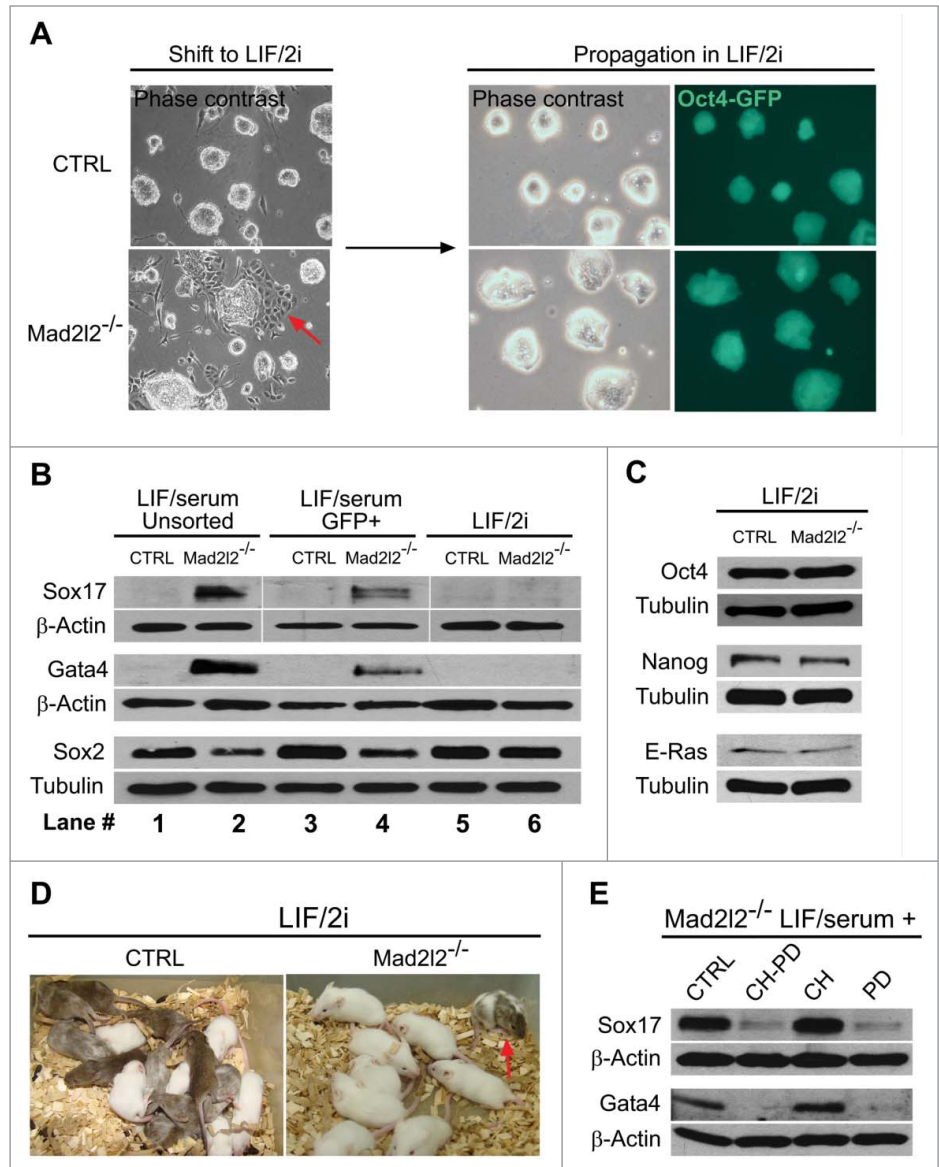 A
Shift to LIF/2i
Propagation in LIF/2i
Phase contrast
Phase contrast
Oct4-GFP
CTRL
Mad2l2-/-
B
LIF/serum
Unsorted
LIF/serum
GFP+
LIF/2i
CTRL Mad2l2-/- CTRL Mad2l2-/- CTRL Mad2l2-/-
Sox17
β-Actin
Gata4
β-Actin
Sox2
Tubulin
Lane # 1 2 3 4 5 6
C
LIF/2i
CTRL Mad2l2-/-
Oct4
Tubulin
Nanog
Tubulin
E-Ras
Tubulin
D
LIF/2i
CTRL Mad2l2-/-
E
Mad2l2-/- LIF/serum +
CTRL CH-PD CH PD
Sox17
β-Actin
Gata4
β-Actin